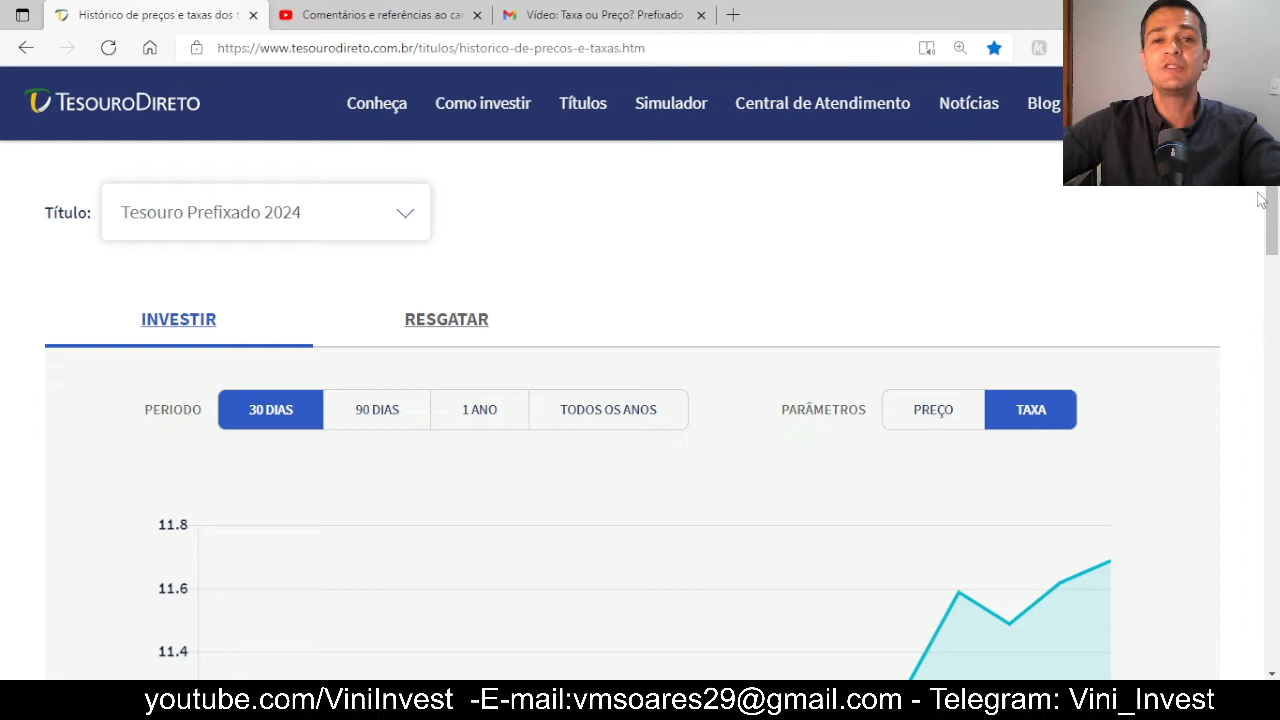 Histórico de preços e taxas dos t
Comentários e referências ao ca
Vídeo: Taxa ou Preço? Prefixado
https://www.tesourodireto.com.br/titulos/historico-de-precos-e-taxas.htm
TESOURODIRETO
Conheça
Como investir
Títulos
Simulador
Central de Atendimento
Notícias
Blog
Título:
Tesouro Prefixado 2024
INVESTIR
RESGATAR
PERIODO
30 DIAS
90 DIAS
1 ANO
TODOS OS ANOS
PARÂMETROS
PREÇO
TAXA
11.8
11.6
11.4
youtube.com/ViniInvest -E-mail:vmsoares29@gmail.com - Telegram: Vini_Invest